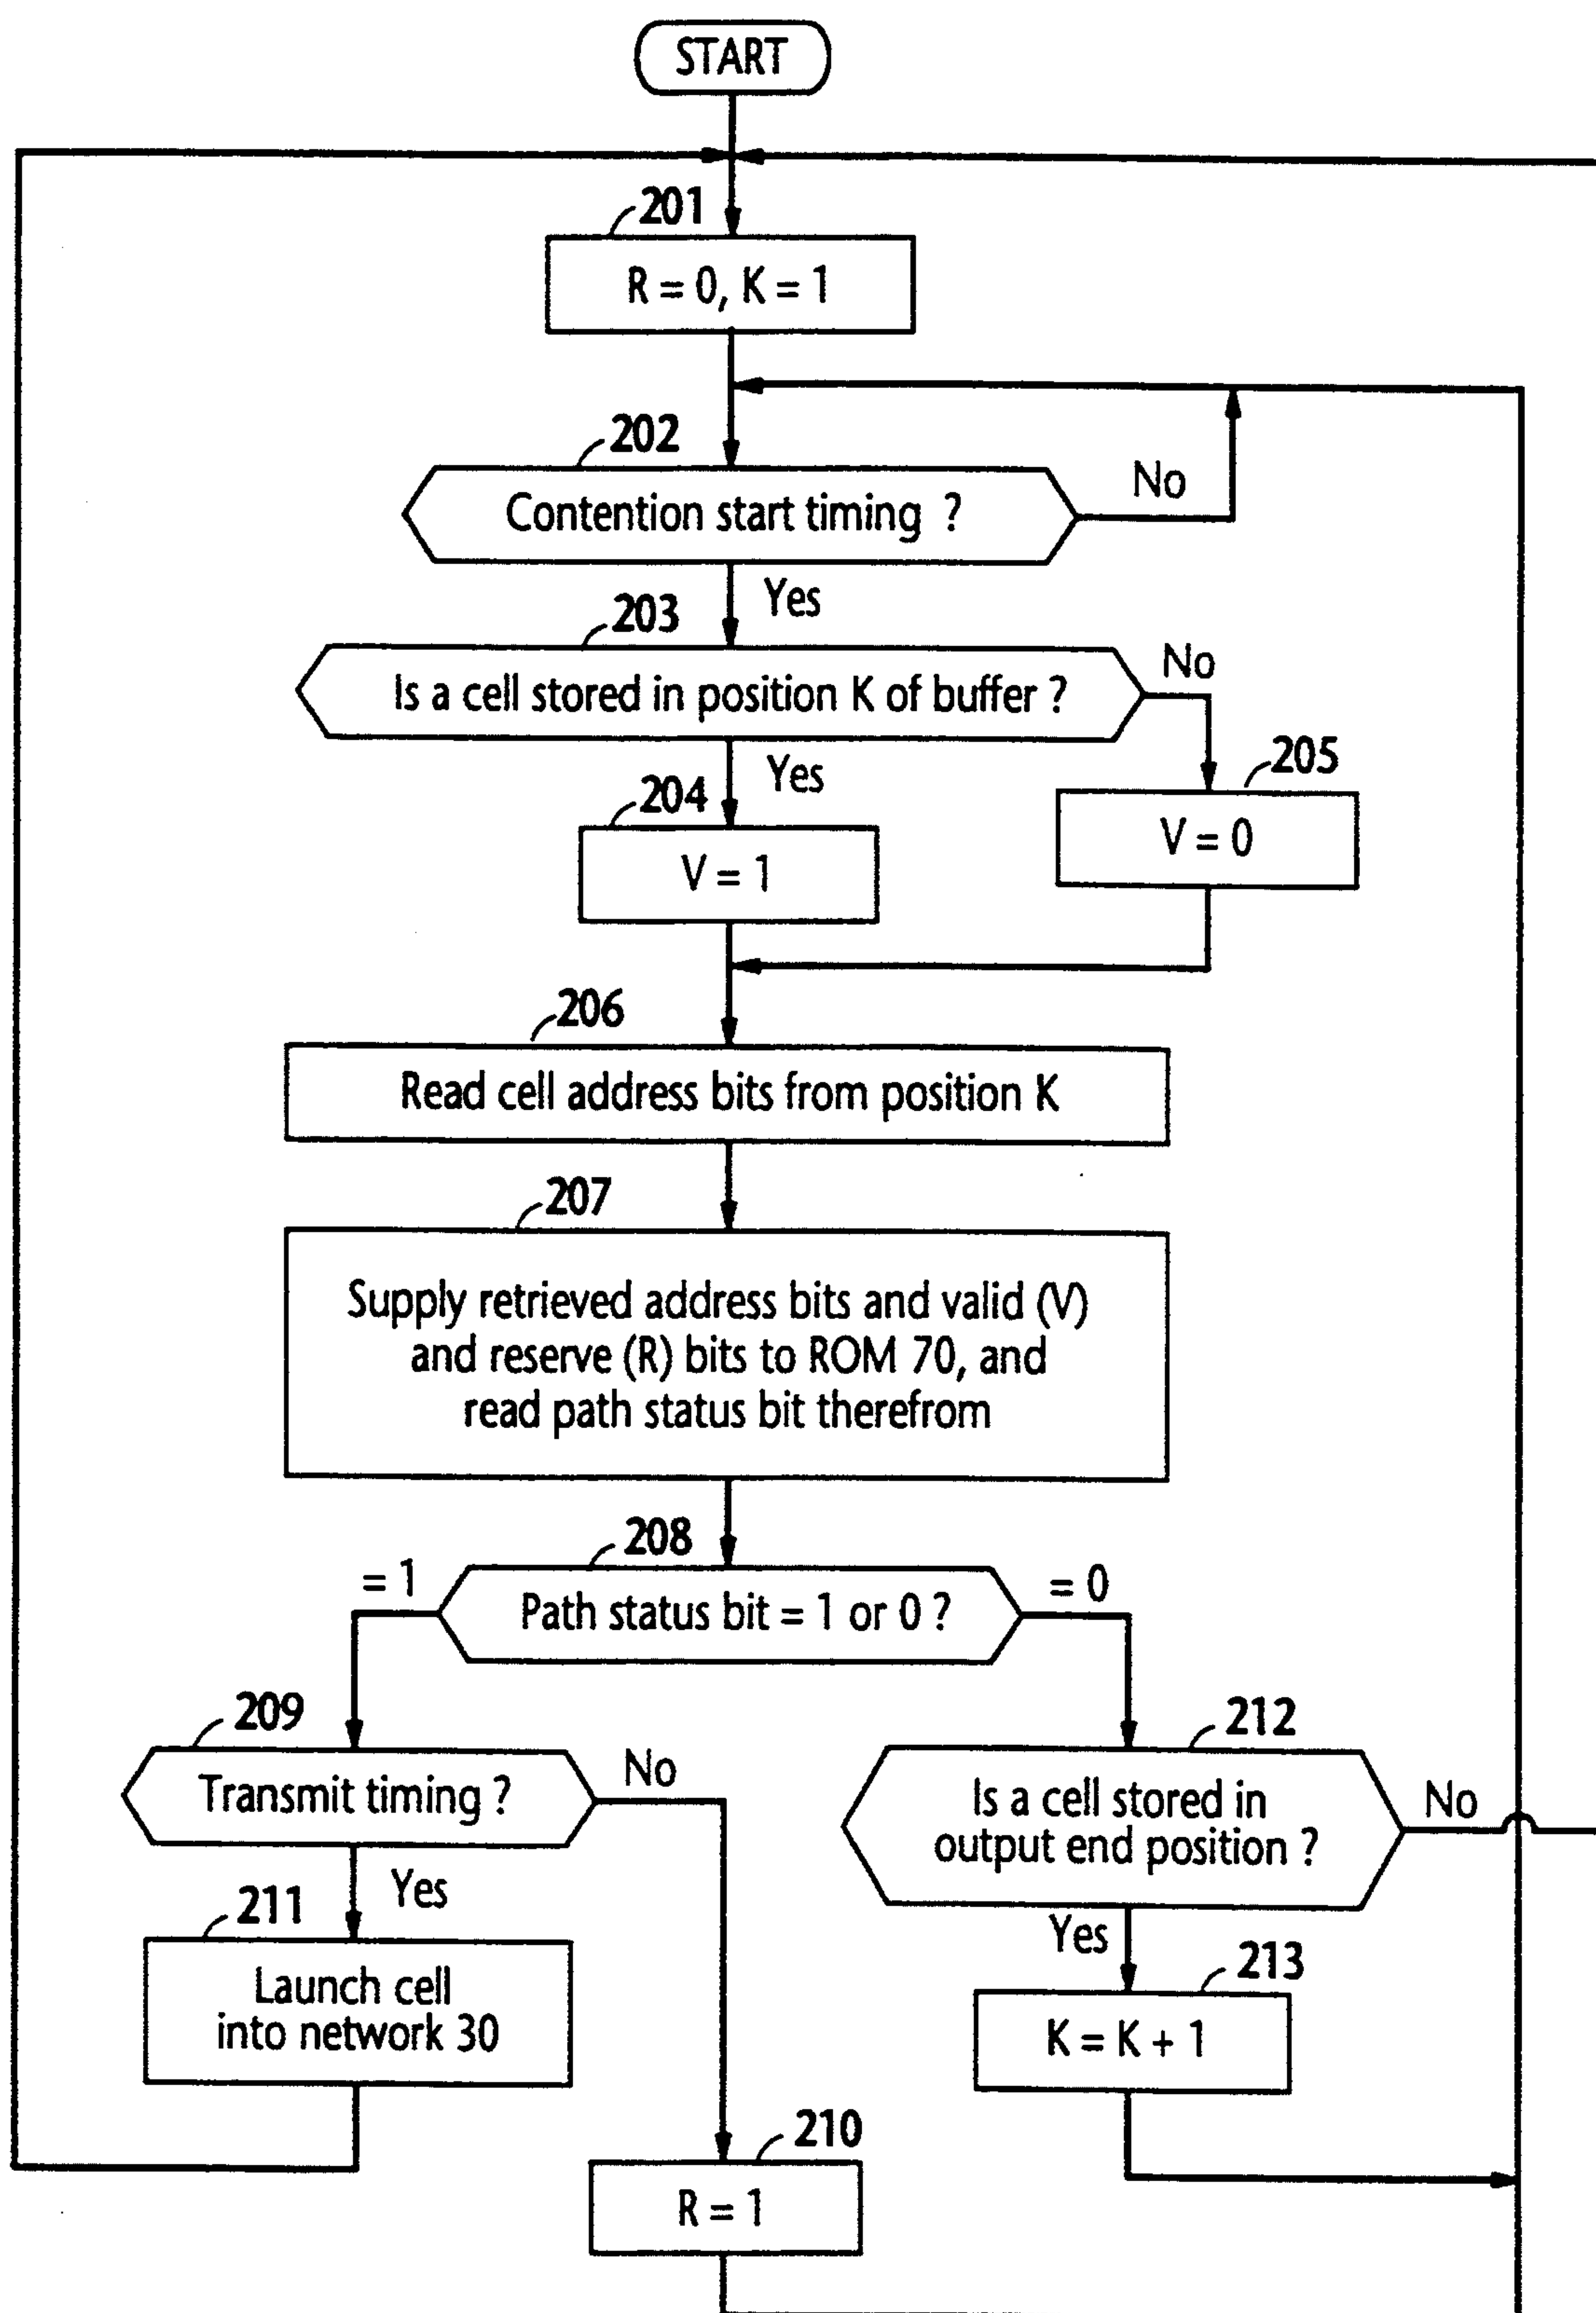 START
201
R = 0, K = 1
202
Contention start timing ?
No
Yes
203
Is a cell stored in position K of buffer ?
No
Yes
204
V = 1
205
V = 0
206
Read cell address bits from position K
207
Supply retrieved address bits and valid (V)
and reserve (R) bits to ROM 70, and
read path status bit therefrom
208
= 1
Path status bit = 1 or 0 ?
= 0
209
Transmit timing ?
No
Yes
212
Is a cell stored in
output end position ?
No
Yes
211
Launch cell
into network 30
213
K = K + 1
210
R = 1